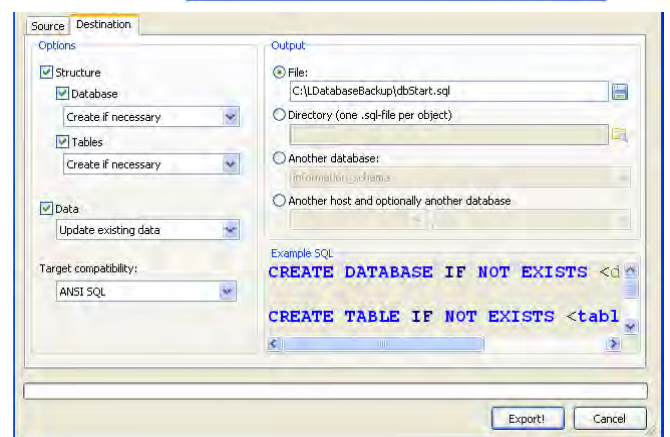 Source Destination
Options
Structure
Database
Create if necessary
Tables
Create if necessary
Data
Update existing data
Target compatibility:
ANSI SQL
Output
File:
C:\LDatabaseBackup\dbStart.sql
Directory (one .sql-file per object)
Another database:
information_schema
Another host and optionally another database
Example SQL
CREATE DATABASE IF NOT EXISTS <d
CREATE TABLE IF NOT EXISTS <tabl
Export! Cancel